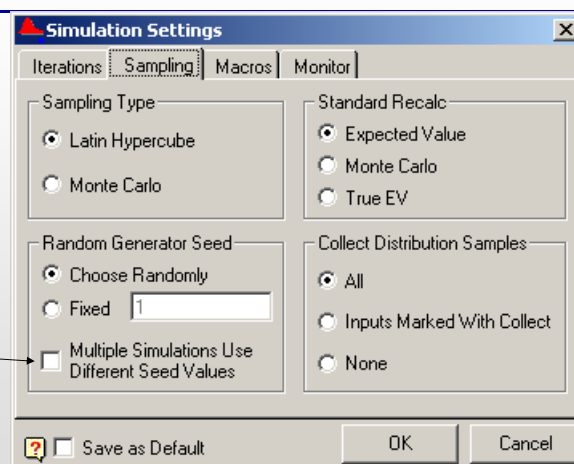 Simulation Settings
Iterations
Sampling
Macros
Monitor
Sampling Type
Latin Hypercube
Monte Carlo
Standard Recalc
Expected Value
Monte Carlo
True EV
Random Generator Seed
Choose Randomly
Fixed 1
Multiple Simulations Use
Different Seed Values
Collect Distribution Samples
All
Inputs Marked With Collect
None
Save as Default
OK
Cancel